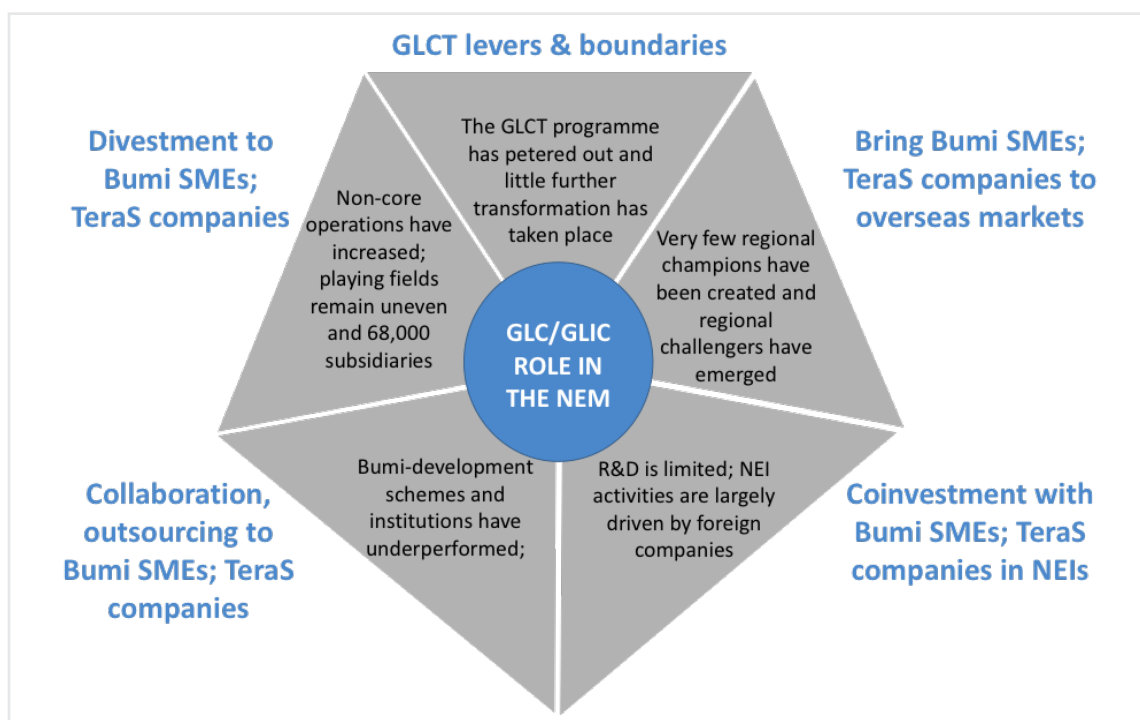 GLCT levers & boundaries
Divestment to
Bumi SMEs;
TeraS companies
The GLCT programme
has petered out and
little further
transformation has
taken place
Bring Bumi SMEs;
TeraS companies to
overseas markets
Non-core
operations have
increased;
playing fields
remain uneven
and 68,000
subsidiaries
Very few regional
champions have
been created and
regional
challengers have
emerged
GLC/GLIC
ROLE IN
THE NEM
Collaboration,
outsourcing to
Bumi SMEs; TeraS
companies
Bumi-development
schemes and
institutions have
underperformed;
R&D is limited; NEI
activities are largely
driven by foreign
companies
Coinvestment with
Bumi SMEs; TeraS
companies in NEIs